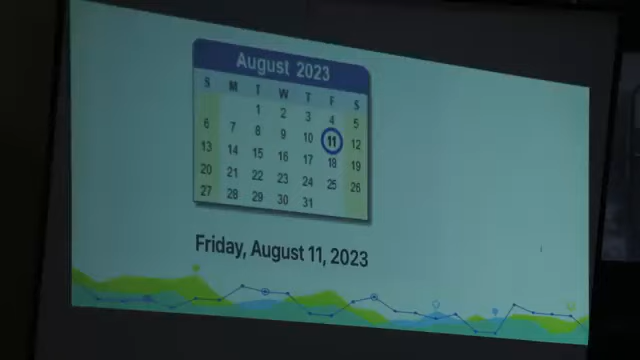 August 2023
S M T W T F S
1 2 3 4 5
6 7 8 9 10 11 12
13 14 15 16 17 18 19
20 21 22 23 24 25 26
27 28 29 30 31
Friday, August 11, 2023